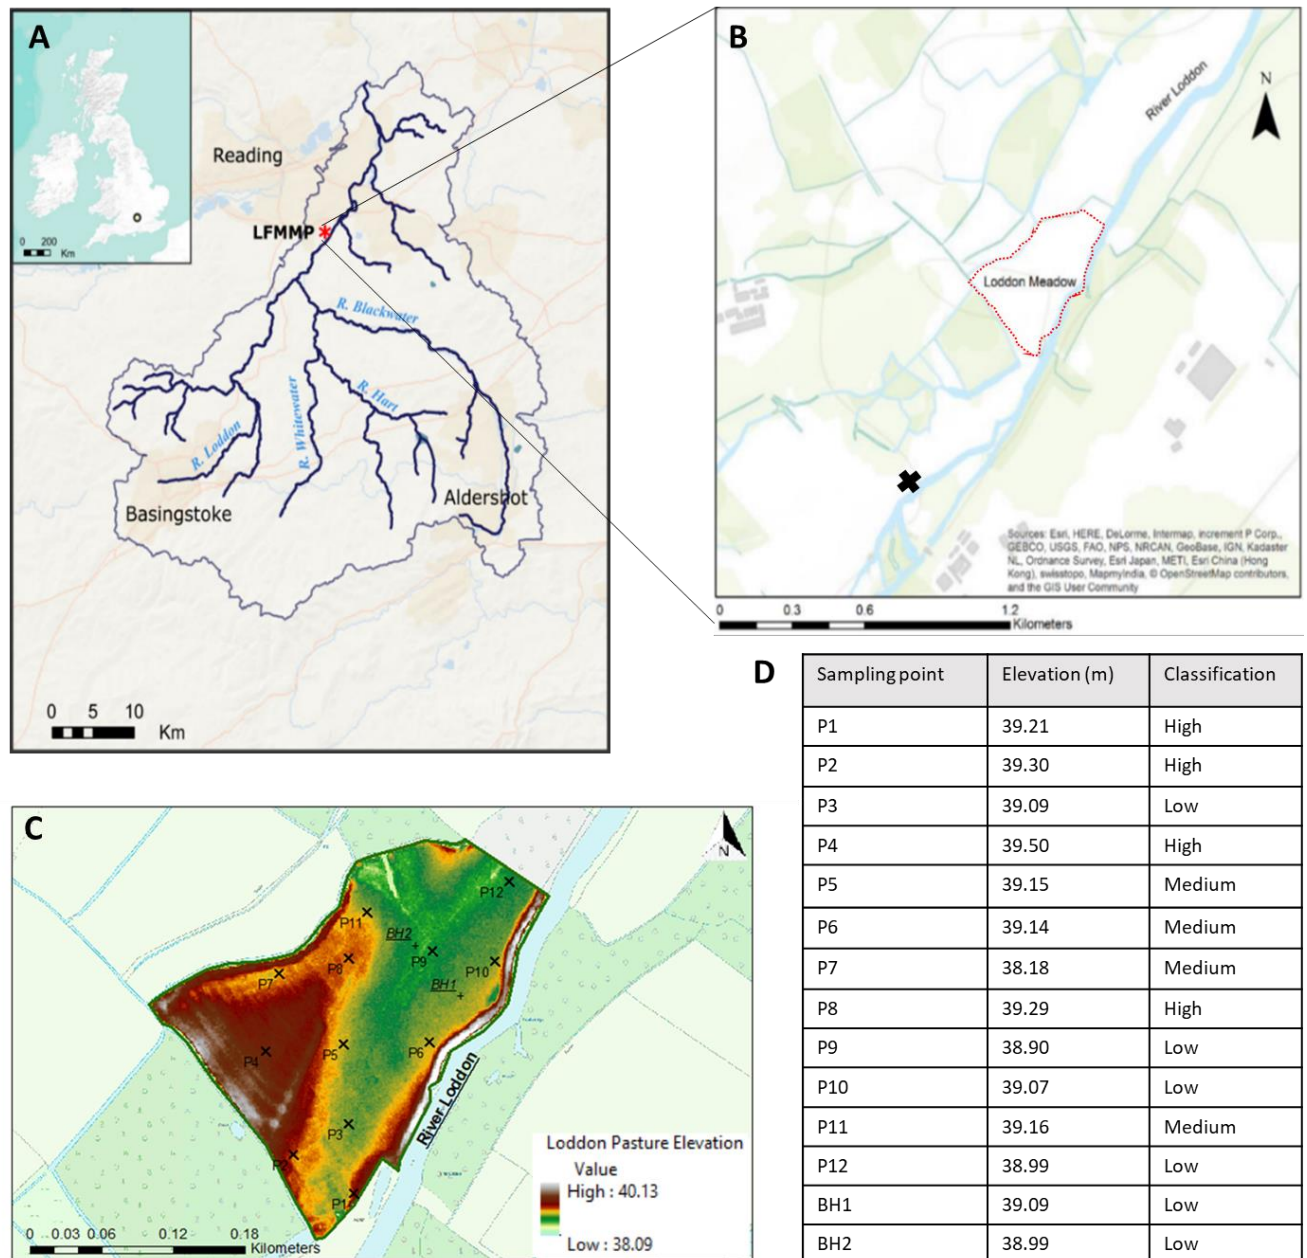 A
Reading
LFMMP
R. Blackwater
R. Hart
R. Whitewater
R. Loddon
Basingstoke
Aldershot
0 200
Km
0 5 10
Km
B
River Loddon
N
Loddon Meadow
Sources: Esri, HERE, DeLorme, Intermap, increment P Corp.,
GEBCO, USGS, FAO, NPS, NRCAN, GeoBase, IGN, Kadaster
NL, Ordnance Survey, Esri Japan, METI, Esri China (Hong
Kong), swisstopo, MapmyIndia, © OpenStreetMap contributors,
and the GIS User Community
0 0.3 0.6 1.2
Kilometers
C
N
P12
P11
BH2
P9
P8
P10
P7
BH1
P5
P6
P4
P3
P2
P1
River Loddon
Loddon Pasture Elevation
Value
High : 40.13
Low : 38.09
0 0.03 0.06 0.12 0.18
Kilometers
D
Sampling point Elevation (m) Classification
P1 39.21 High
P2 39.30 High
P3 39.09 Low
P4 39.50 High
P5 39.15 Medium
P6 39.14 Medium
P7 38.18 Medium
P8 39.29 High
P9 38.90 Low
P10 39.07 Low
P11 39.16 Medium
P12 38.99 Low
BH1 39.09 Low
BH2 38.99 Low